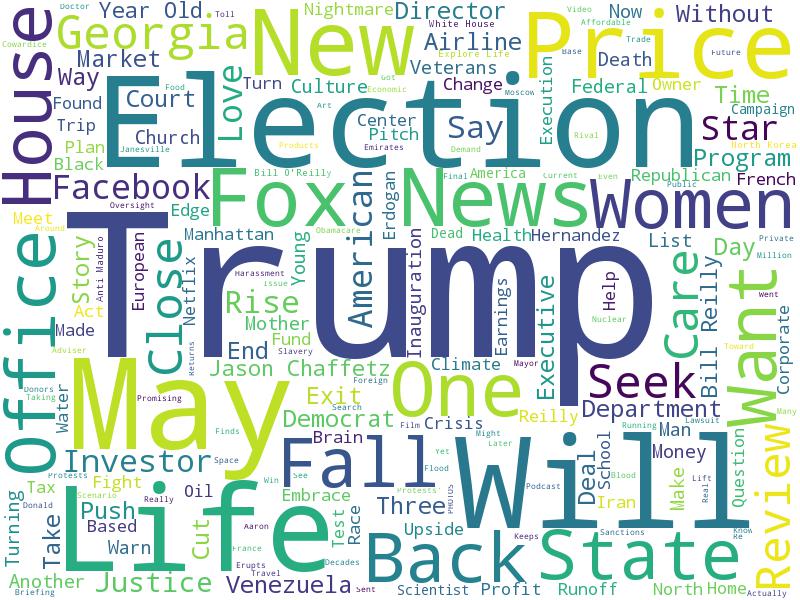 Cowardice
Doctor
Year Old
Toll
Nightmare
White House
Director
Video
Now
Affordable
Without
House
Georgia
New
Explore Life
Airline
Price
Base
Trade
Future
Market
Way
Love
Turn
Culture
Veterans
Change
Got
Economic
Moscow
Death
Execution
Federal
Owner
Time
Campaign
Found
Court
Food
Election
Art
Center
Pitch
Say
Rival
Star
North Korea
Trip
Church
Emirates
Demand
Products
Program
Plan
Janesville
Black
Bill O'Reilly
Final
America
Current
Even
Republican
French
Facebook
Fox News
Public
Women
Oversight
Meet
Around
Edge
American
Erdogan
Dead
Health
Hernandez
List
Day
Private
Million
Manhattan
Story
Anti Maduro
European
Close
Netflix
Young
Trump
Inauguration
Harassment
Issue
Nuclear
Help
Earnings
Care
Bill Reilly
Went
Want
Office
Act
Made
Rise
Mother
Fund
Executive
Corporate
Adviser
Returns
End
Slavery
Climate
Mayor
Toward
Donors
Taking
Water
May
Promising
Jason Chaffetz
Foreign
One
Seek
Many
Exit
Search
Democrat
Film
Crisis
Reilly
Department
Man
Running
Lawsuit
Question
Investor
Finds
Space
Brain
Fall
Yet
Flood
Might
Later
Will
Deal
School
Money
Review
Protests
Tax
Fight
Scenario
Really
Oil
Win
See
Embrace
PHOTOS
Podcast
Iran
Blood
Make
Lift
Real
Turning
Donald
Push
Life
Test
Race
Three
Protests'
Upside
Sanctions
Know
Re
Take
Based
Warn
Cut
Aaron
France
Decades
Back
Keeps
State
Another
Briefing
Justice
Erupts
Travel
Venezuela
Sent
Scientist
Profit
Runoff
North
Home
Actually